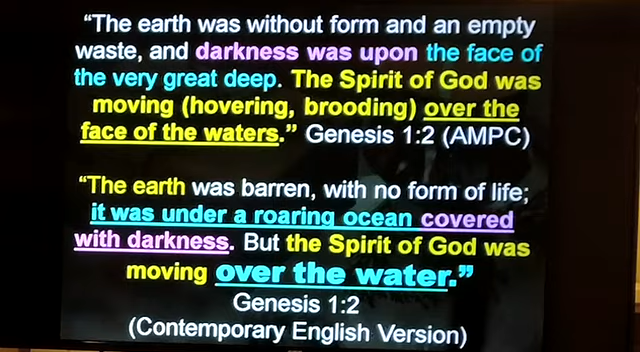 “The earth was without form and an empty
waste, and darkness was upon the face of
the very great deep. The Spirit of God was
moving (hovering, brooding) over the
face of the waters.” Genesis 1:2 (AMPC)
“The earth was barren, with no form of life;
it was under a roaring ocean covered
with darkness. But the Spirit of God was
moving over the water.”
Genesis 1:2
(Contemporary English Version)